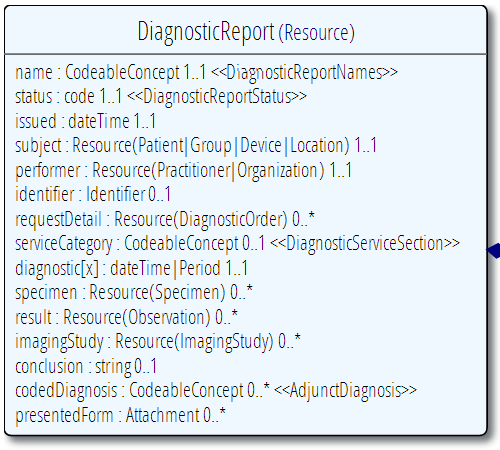 DiagnosticReport (Resource)
name : CodeableConcept 1..1 <<DiagnosticReportNames>>
status : code 1..1 <<DiagnosticReportStatus>>
issued : dateTime 1..1
subject : Resource(Patient|Group|Device|Location) 1..1
performer : Resource(Practitioner|Organization) 1..1
identifier : Identifier 0..1
requestDetail : Resource(DiagnosticOrder) 0..*
serviceCategory : CodeableConcept 0..1 <<DiagnosticServiceSection>>
diagnostic[x] : dateTime|Period 1..1
specimen : Resource(Specimen) 0..*
result : Resource(Observation) 0..*
imagingStudy : Resource(ImagingStudy) 0..*
conclusion : string 0..1
codedDiagnosis : CodeableConcept 0..* <<AdjunctDiagnosis>>
presentedForm : Attachment 0..*